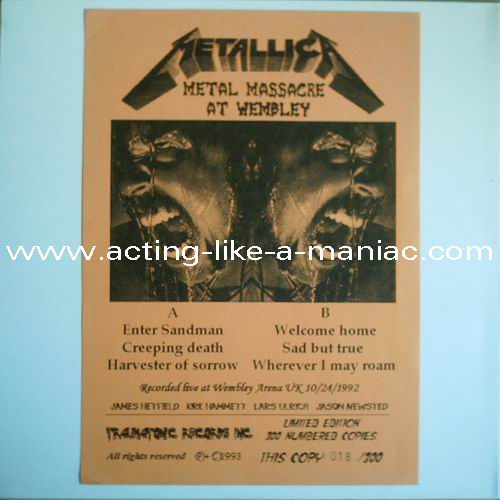 METALLICA
METAL MASSACRE
AT WEMBLEY
www.acting-like-a-maniac.com
A
B
Enter Sandman
Welcome home
Creeping death
Sad but true
Harvester of sorrow
Wherever I may roam
Recorded live at Wembley Arena UK 10/24/1992
JAMES HETFIELD KIRK HAMMETT LARS ULRICH JASON NEWSTED
RECORDS INC.
LIMITED EDITION
300 NUMBERED COPIES
All rights reserved ℗+©1993
THIS COPY 018 /300